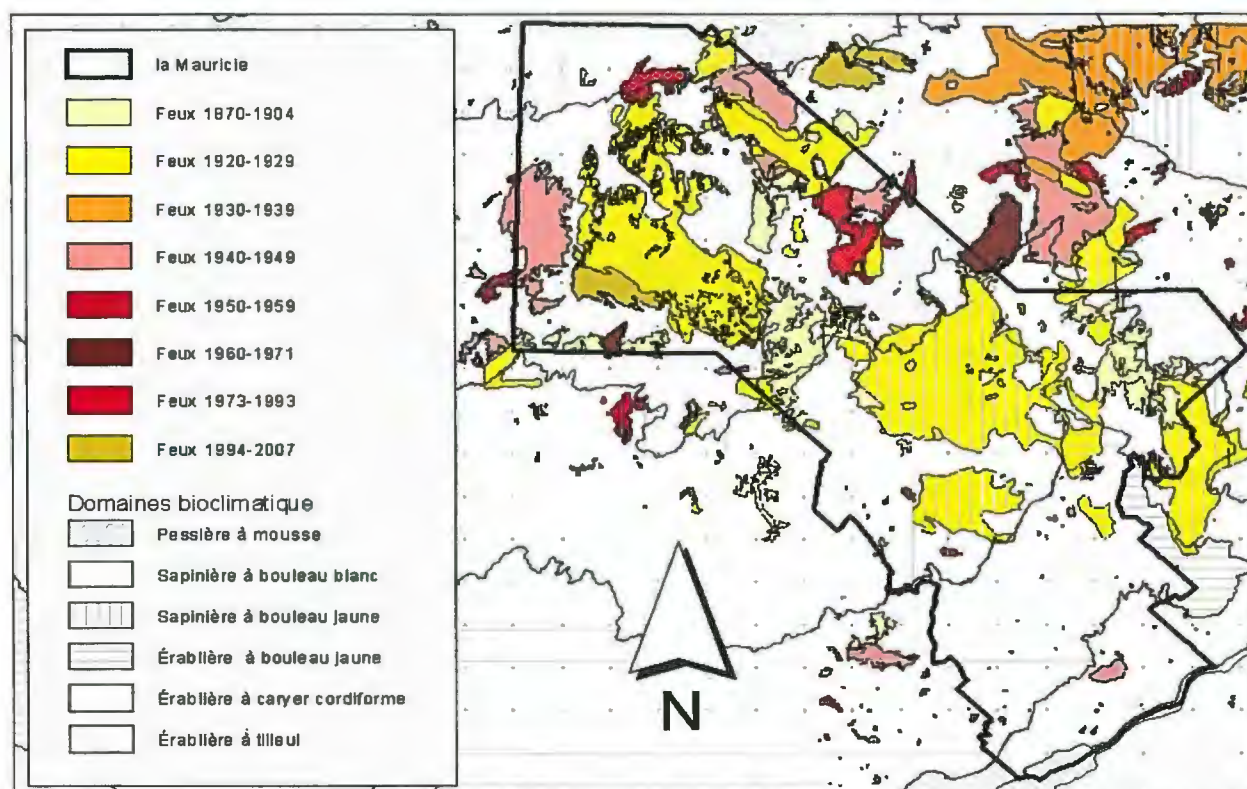 la Mauricie
Feux 1870-1904
Feux 1920-1929
Feux 1930-1939
Feux 1940-1949
Feux 1950-1959
Feux 1960-1971
Feux 1973-1993
Feux 1994-2007
Domaines bioclimatique
Pessière à mousse
Sapinière à bouleau blanc
Sapinière à bouleau jaune
Érablière à bouleau jaune
Érablière à caryer cordiforme
Érablière à tilleul
N